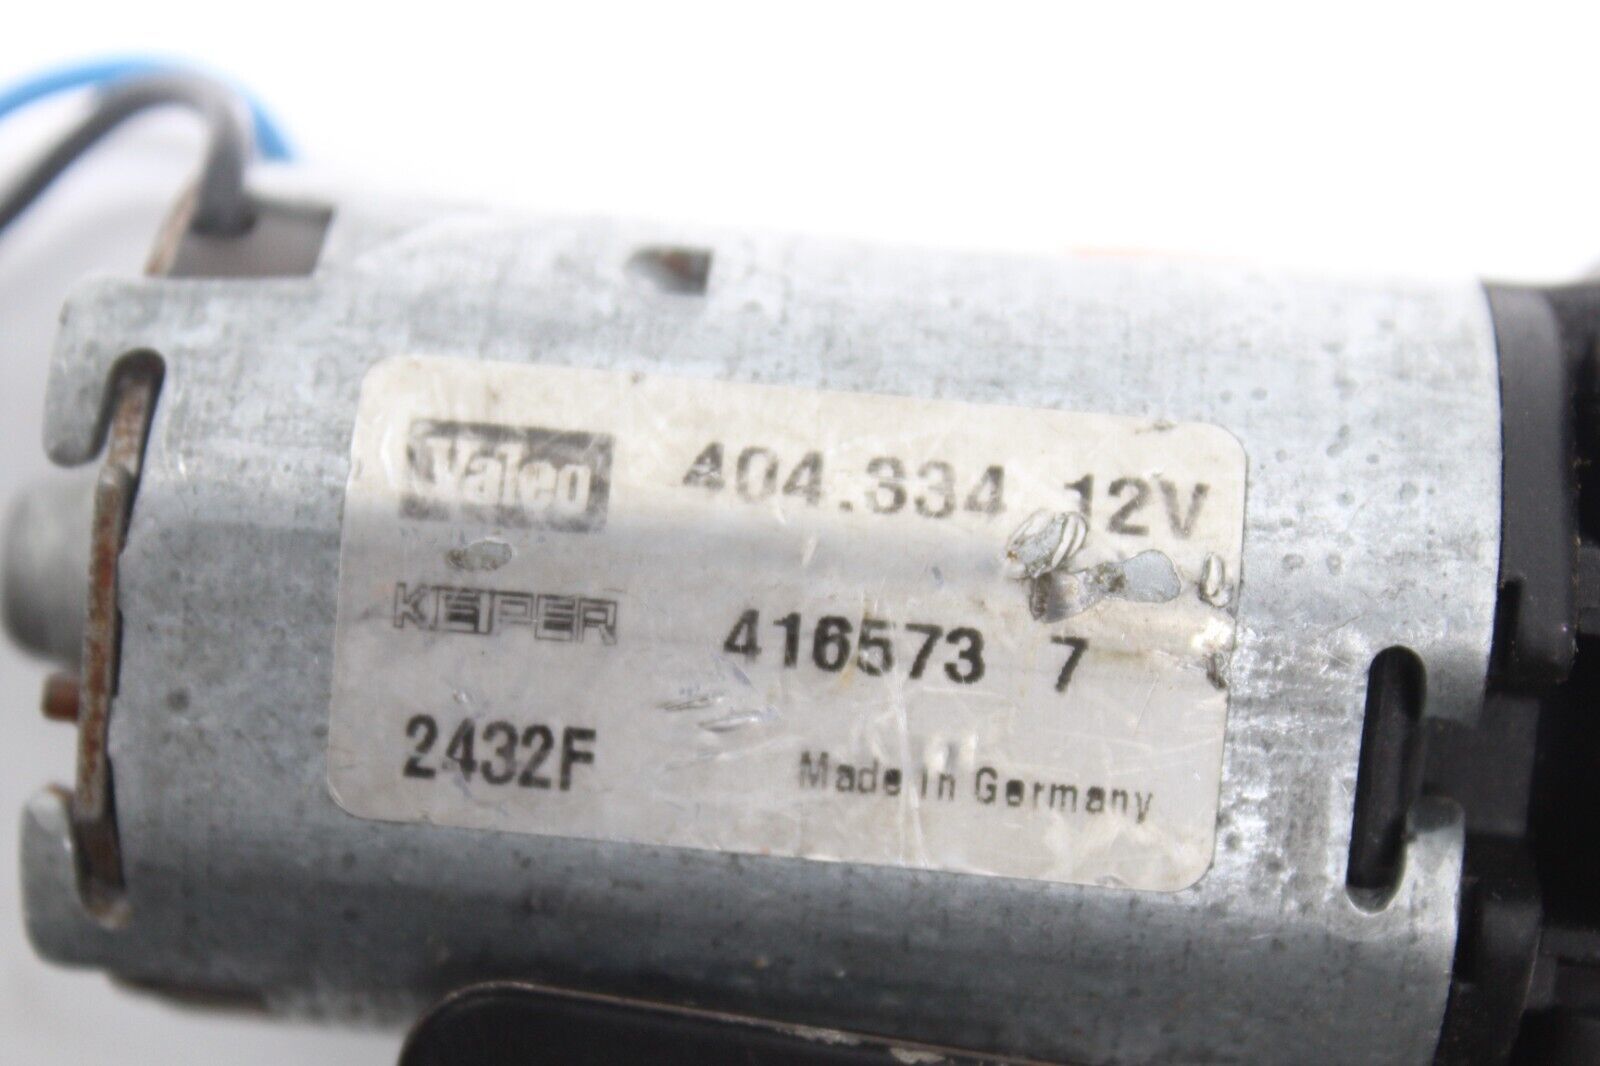 Valeo 404.334 12V
KEIPER 416573 7
2432F Made in Germany